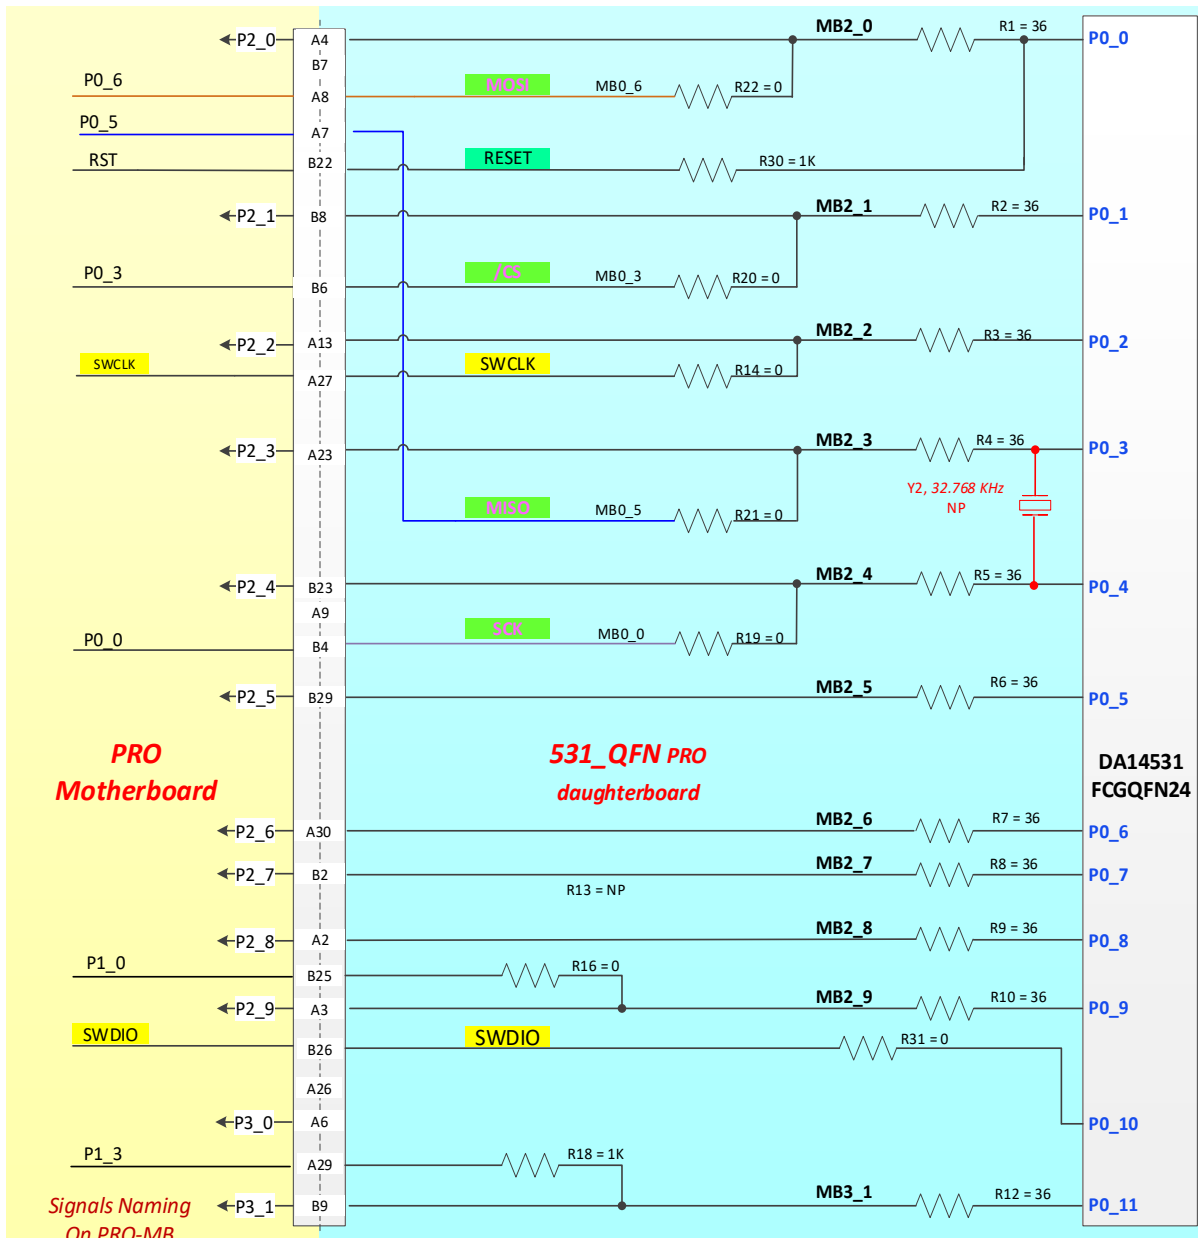 P2_0 A4 MB2_0 R1 = 36 P0_0
B7
P0_6 A8 MOSI MB0_6 R22 = 0
P0_5 A7
RST B22 RESET R30 = 1K
P2_1 B8 MB2_1 R2 = 36 P0_1
P0_3 B6 /CS MB0_3 R20 = 0
P2_2 A13 MB2_2 R3 = 36 P0_2
SWCLK A27 SWCLK R14 = 0
P2_3 A23 MB2_3 R4 = 36 P0_3
Y2, 32.768 KHz
NP
MISO MB0_5 R21 = 0
P2_4 B23 MB2_4 R5 = 36 P0_4
A9
P0_0 B4 SCK MB0_0 R19 = 0
P2_5 B29 MB2_5 R6 = 36 P0_5
PRO
Motherboard
531_QFN PRO
daughterboard
DA14531
FCGQFN24
P2_6 A30 MB2_6 R7 = 36 P0_6
P2_7 B2 MB2_7 R8 = 36 P0_7
R13 = NP
P2_8 A2 MB2_8 R9 = 36 P0_8
P1_0 B25 R16 = 0
P2_9 A3 MB2_9 R10 = 36 P0_9
SWDIO B26 SWDIO R31 = 0
A26
P3_0 A6 P0_10
P1_3 A29 R18 = 1K
P3_1 B9 MB3_1 R12 = 36 P0_11
Signals Naming
On PRO-MB